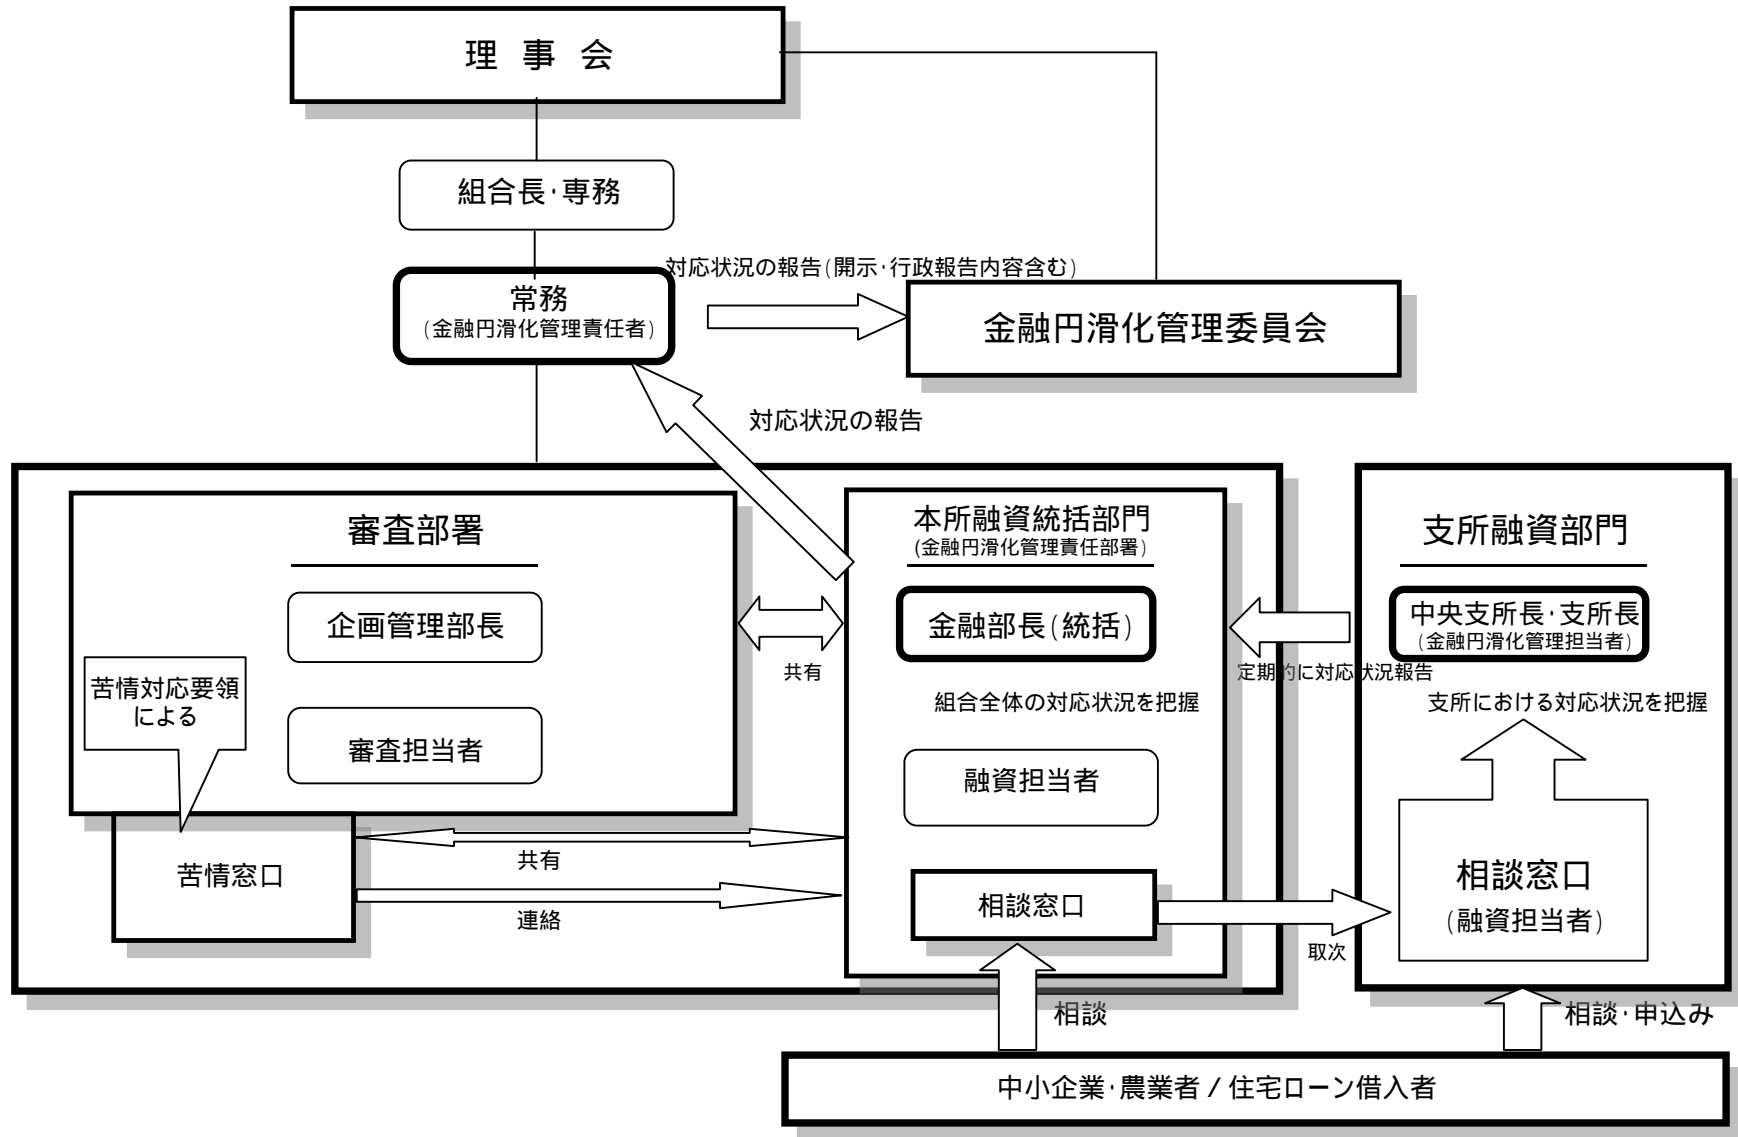 理 事 会
組合長･専務
対応状況の報告(開示･行政報告内容含む)
常務
(金融円滑化管理責任者)
金融円滑化管理委員会
対応状況の報告
審査部署
企画管理部長
苦情対応要領
による
審査担当者
苦情窓口
共有
共有
連絡
本所融資統括部門
(金融円滑化管理責任部署)
金融部長(統括)
組合全体の対応状況を把握
融資担当者
相談窓口
定期的に対応状況報告
取次
支所融資部門
中央支所長･支所長
(金融円滑化管理担当者)
支所における対応状況を把握
相談窓口
(融資担当者)
相談
相談･申込み
中小企業･農業者 / 住宅ローン借入者